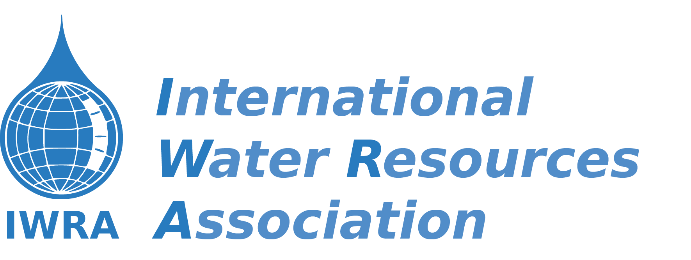 International
Water Resources
Association
IWRA